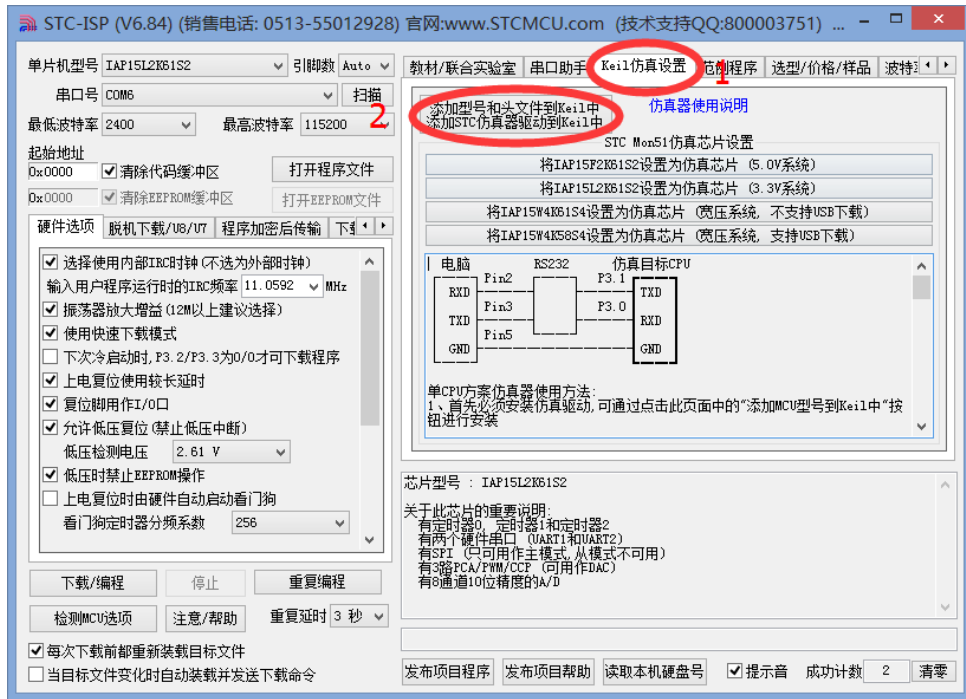 STC-ISP (V6.84) (销售电话: 0513-55012928) 官网:www.STCMCU.com (技术支持QQ:800003751) ...
单片机型号 IAP15L2K61S2 引脚数 Auto
串口号 COM6 扫描
最低波特率 2400 最高波特率 115200
起始地址
0x0000 清除代码缓冲区 打开程序文件
0x0000 清除EEPROM缓冲区 打开EEPROM文件
硬件选项 脱机下载/U8/U7 程序加密后传输
选择使用内部IRC时钟(不选为外部时钟)
输入用户程序运行时的IRC频率 11.0592 MHz
振荡器放大增益(12M以上建议选择)
使用快速下载模式
下次冷启动时,P3.2/P3.3为0/0才可下载程序
上电复位使用较长延时
复位脚用作I/O口
允许低压复位(禁止低压中断)
低压检测电压 2.61 V
低压时禁止EEPROM操作
上电复位时由硬件自动启动看门狗
看门狗定时器分频系数 256
下载/编程 停止 重复编程
检测MCU选项 注意/帮助 重复延时 3 秒
每次下载前都重新装载目标文件
当目标文件变化时自动装载并发送下载命令
教材/联合实验室 串口助手 Keil仿真设置 范例程序 选型/价格/样品
1
2
添加型号和头文件到Keil中
添加STC仿真器驱动到Keil中
仿真器使用说明
STC Mon51仿真芯片设置
将IAP15F2K61S2设置为仿真芯片 (5.0V系统)
将IAP15L2K61S2设置为仿真芯片 (3.3V系统)
将IAP15W4K61S4设置为仿真芯片 (宽压系统, 不支持USB下载)
将IAP15W4K58S4设置为仿真芯片 (宽压系统, 支持USB下载)
电脑 RS232 仿真目标CPU
Pin2 P3.1
RXD TXD
Pin3 P3.0
TXD RXD
Pin5
GND GND
单CPU方案仿真器使用方法:
1、首先必须安装仿真驱动,可通过点击此页面中的"添加MCU型号到Keil中"按
钮进行安装
芯片型号 : IAP15L2K61S2
关于此芯片的重要说明:
有定时器0, 定时器1和定时器2
有两个硬件串口 (UART1和UART2)
有SPI (只可用作主模式,从模式不可用)
有3路PCA/PWM/CCP (可用作DAC)
有8通道10位精度的A/D
发布项目程序 发布项目帮助 读取本机硬盘号 提示音 成功计数 2 清零